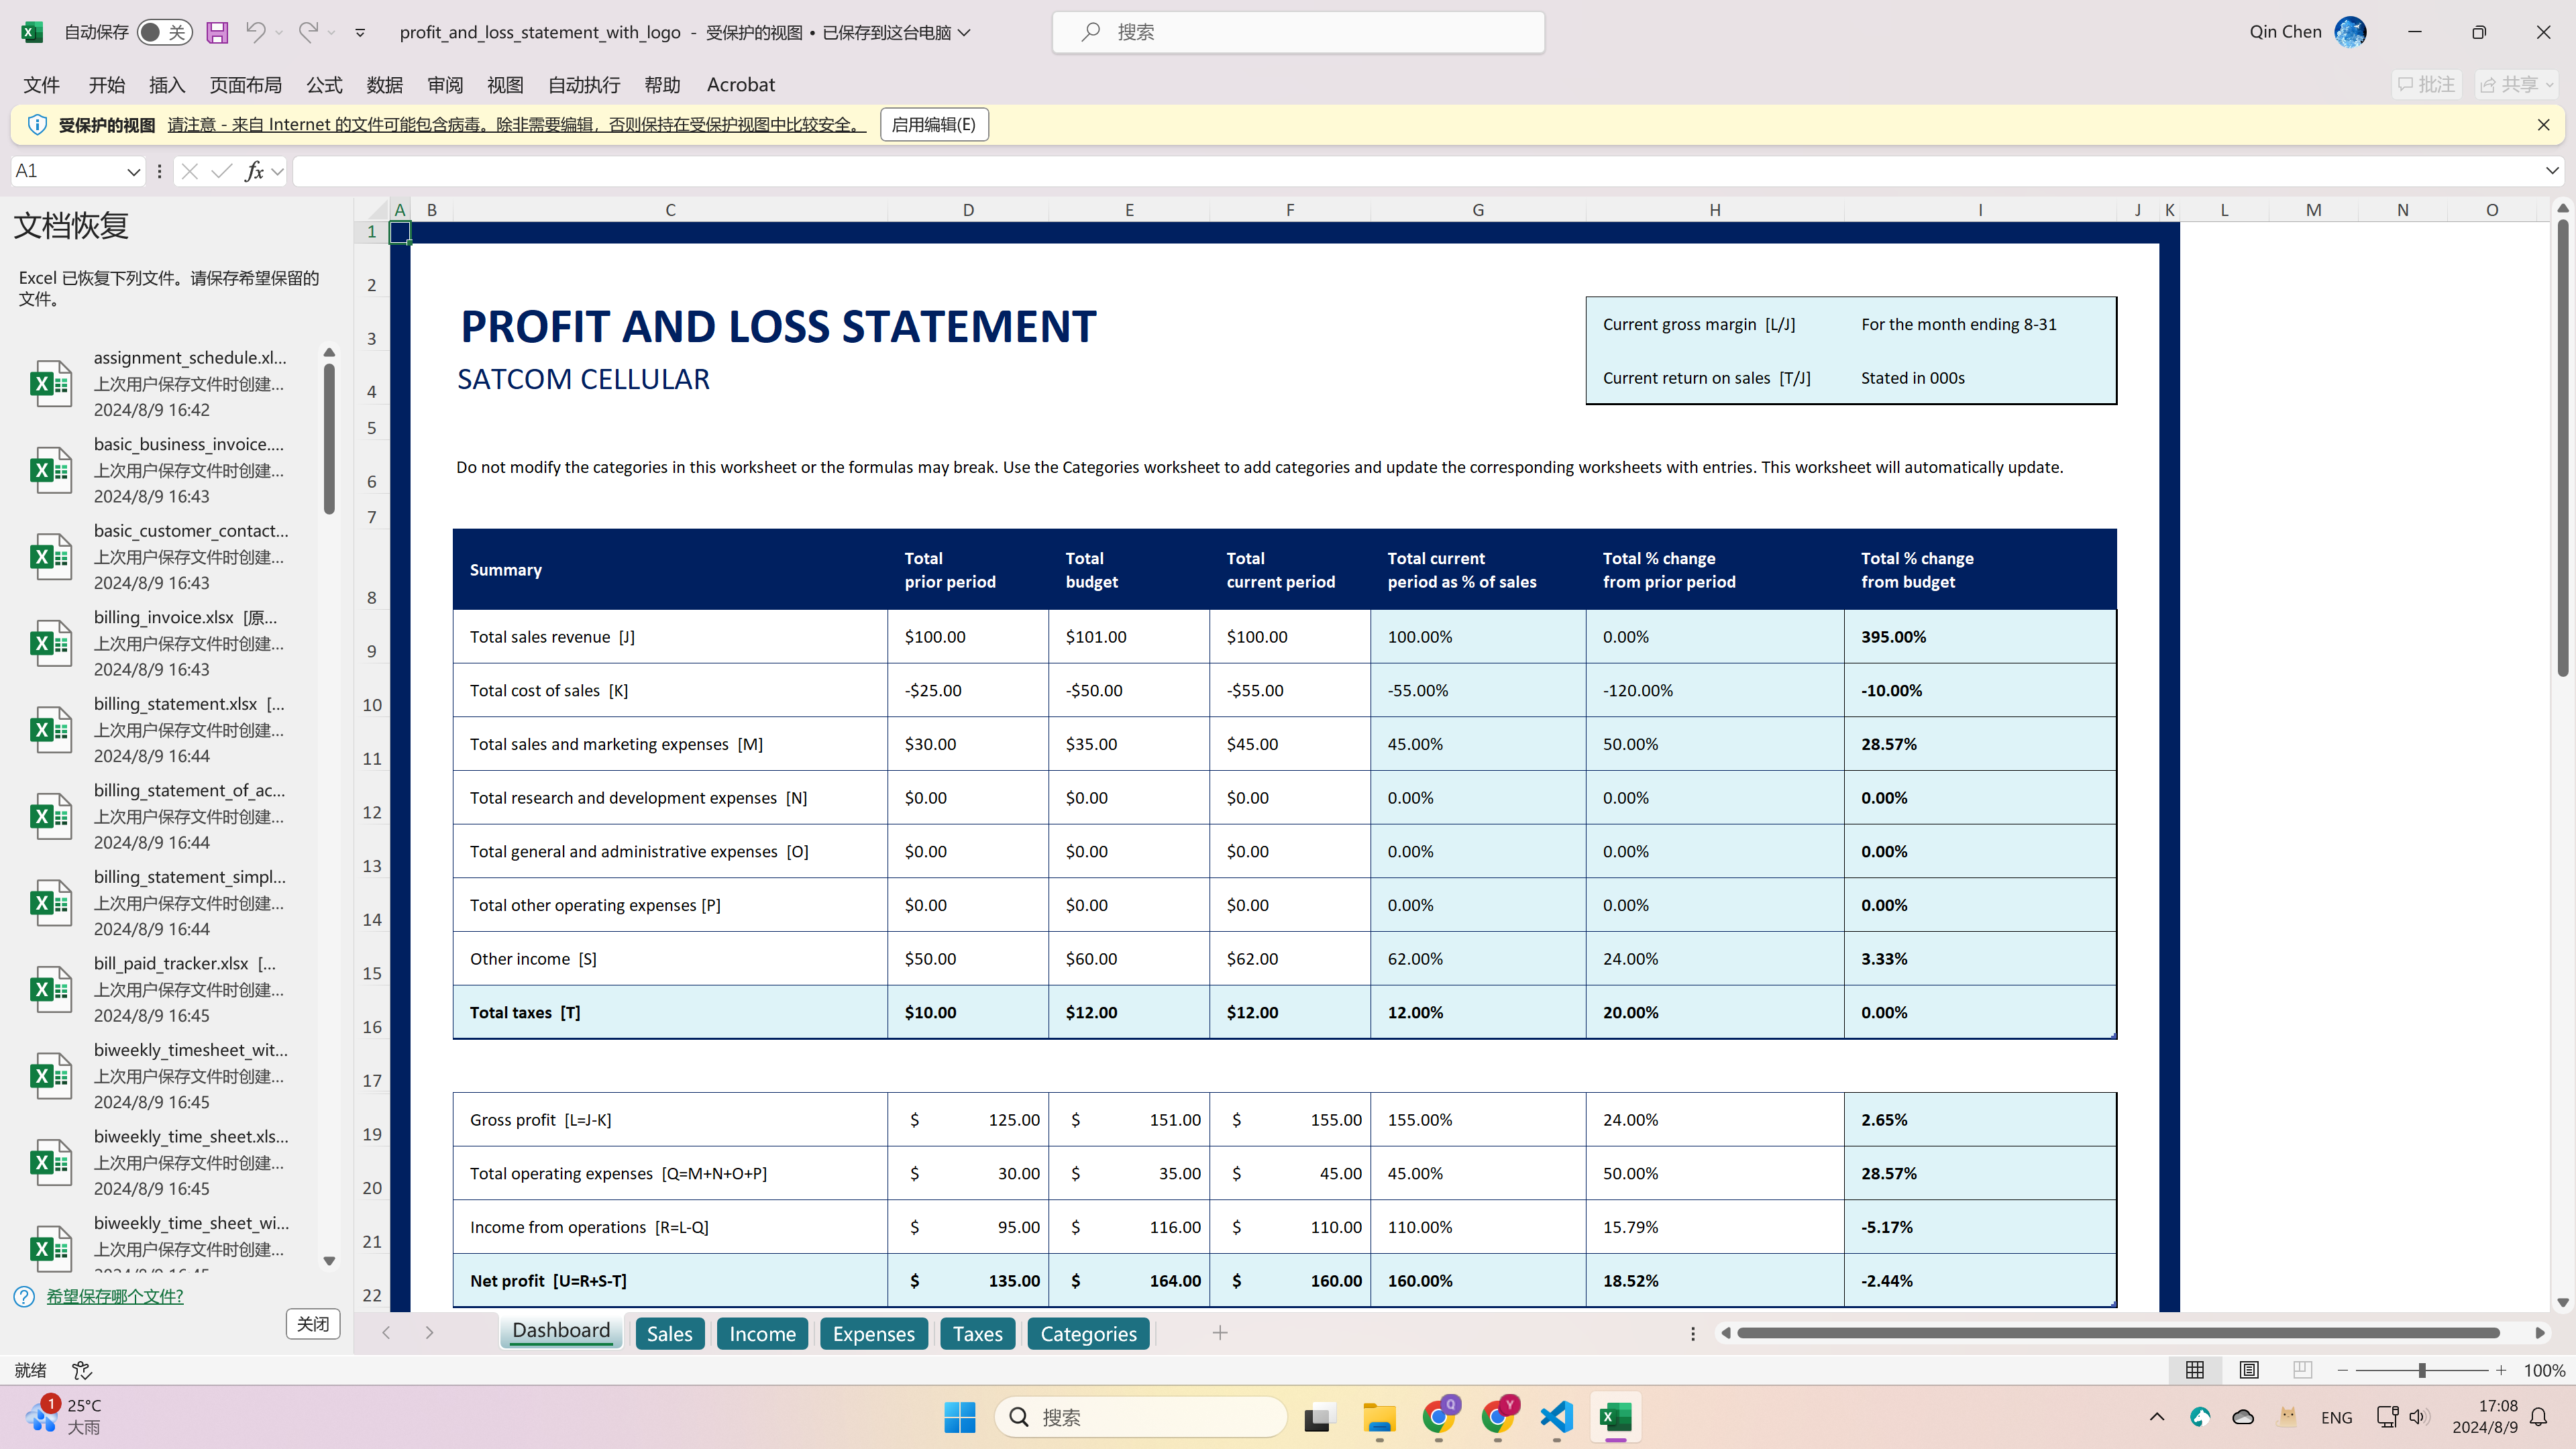 自动保存 关 profit_and_loss_statement_with_logo - 受保护的视图 • 已保存到这台电脑 搜索 Qin Chen
文件 开始 插入 页面布局 公式 数据 审阅 视图 自动执行 帮助 Acrobat 批注 共享
受保护的视图 请注意 - 来自 Internet 的文件可能包含病毒。除非需要编辑，否则保持在受保护视图中比较安全。 启用编辑(E)
A1 fx
文档恢复
Excel 已恢复下列文件。请保存希望保留的
文件。
assignment_schedule.xl...
上次用户保存文件时创建...
2024/8/9 16:42
basic_business_invoice....
上次用户保存文件时创建...
2024/8/9 16:43
basic_customer_contact...
上次用户保存文件时创建...
2024/8/9 16:43
billing_invoice.xlsx [原...
上次用户保存文件时创建...
2024/8/9 16:43
billing_statement.xlsx [...
上次用户保存文件时创建...
2024/8/9 16:44
billing_statement_of_ac...
上次用户保存文件时创建...
2024/8/9 16:44
billing_statement_simpl...
上次用户保存文件时创建...
2024/8/9 16:44
bill_paid_tracker.xlsx [...
上次用户保存文件时创建...
2024/8/9 16:45
biweekly_timesheet_wit...
上次用户保存文件时创建...
2024/8/9 16:45
biweekly_time_sheet.xls...
上次用户保存文件时创建...
2024/8/9 16:45
biweekly_time_sheet_wi...
上次用户保存文件时创建...
2024/8/9 16:45
希望保存哪个文件?
关闭
A B C D E F G H I J K L M N O
1
2
3 PROFIT AND LOSS STATEMENT Current gross margin [L/J] For the month ending 8-31
4 SATCOM CELLULAR Current return on sales [T/J] Stated in 000s
5
6 Do not modify the categories in this worksheet or the formulas may break. Use the Categories worksheet to add categories and update the corresponding worksheets with entries. This worksheet will automatically update.
7
Total Total Total Total current Total % change Total % change
8 Summary prior period budget current period period as % of sales from prior period from budget
9 Total sales revenue [J] $100.00 $101.00 $100.00 100.00% 0.00% 395.00%
10 Total cost of sales [K] -$25.00 -$50.00 -$55.00 -55.00% -120.00% -10.00%
11 Total sales and marketing expenses [M] $30.00 $35.00 $45.00 45.00% 50.00% 28.57%
12 Total research and development expenses [N] $0.00 $0.00 $0.00 0.00% 0.00% 0.00%
13 Total general and administrative expenses [O] $0.00 $0.00 $0.00 0.00% 0.00% 0.00%
14 Total other operating expenses [P] $0.00 $0.00 $0.00 0.00% 0.00% 0.00%
15 Other income [S] $50.00 $60.00 $62.00 62.00% 24.00% 3.33%
16 Total taxes [T] $10.00 $12.00 $12.00 12.00% 20.00% 0.00%
17
19 Gross profit [L=J-K] $ 125.00 $ 151.00 $ 155.00 155.00% 24.00% 2.65%
20 Total operating expenses [Q=M+N+O+P] $ 30.00 $ 35.00 $ 45.00 45.00% 50.00% 28.57%
21 Income from operations [R=L-Q] $ 95.00 $ 116.00 $ 110.00 110.00% 15.79% -5.17%
22 Net profit [U=R+S-T] $ 135.00 $ 164.00 $ 160.00 160.00% 18.52% -2.44%
Dashboard Sales Income Expenses Taxes Categories
就绪 100%
1 25°C
大雨
搜索
Q
Y
ENG
17:08
2024/8/9